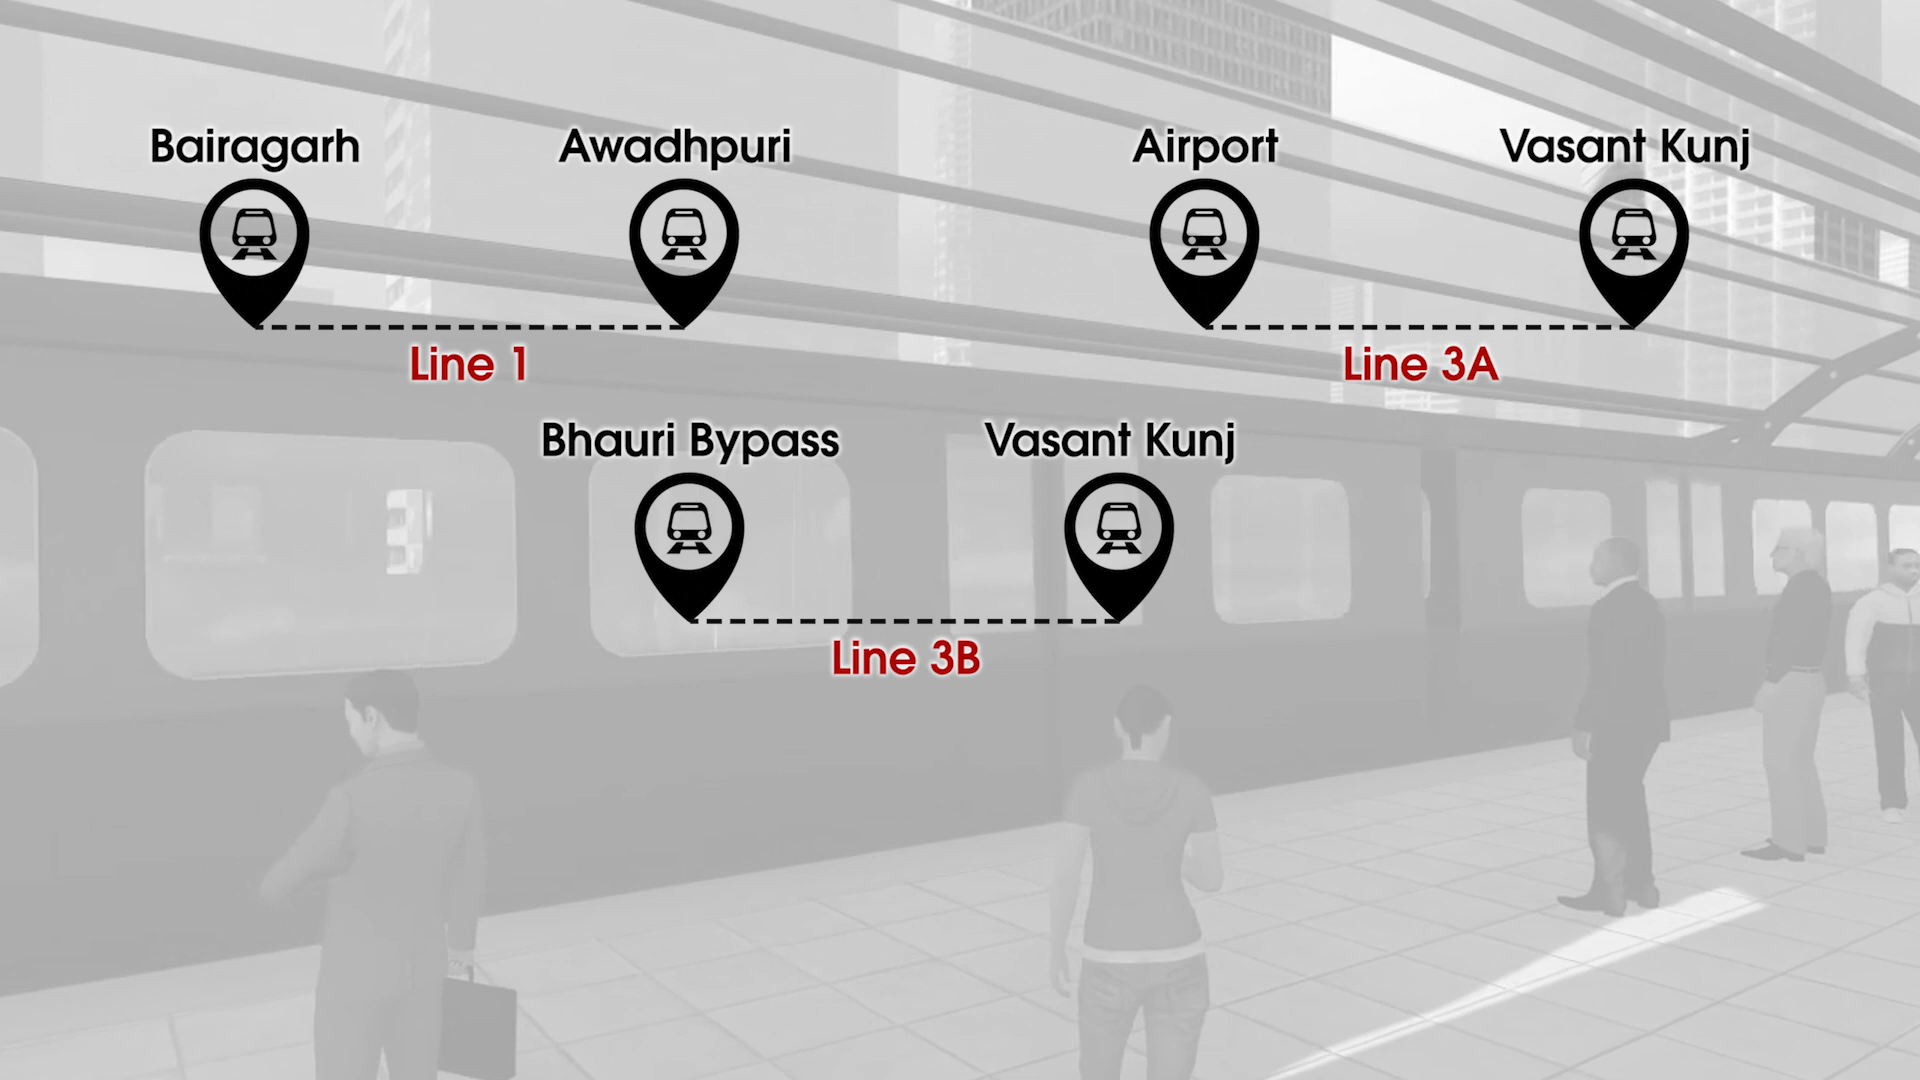 Bairagarh
Awadhpuri
Line 1
Airport
Vasant Kunj
Line 3A
Bhauri Bypass
Vasant Kunj
Line 3B